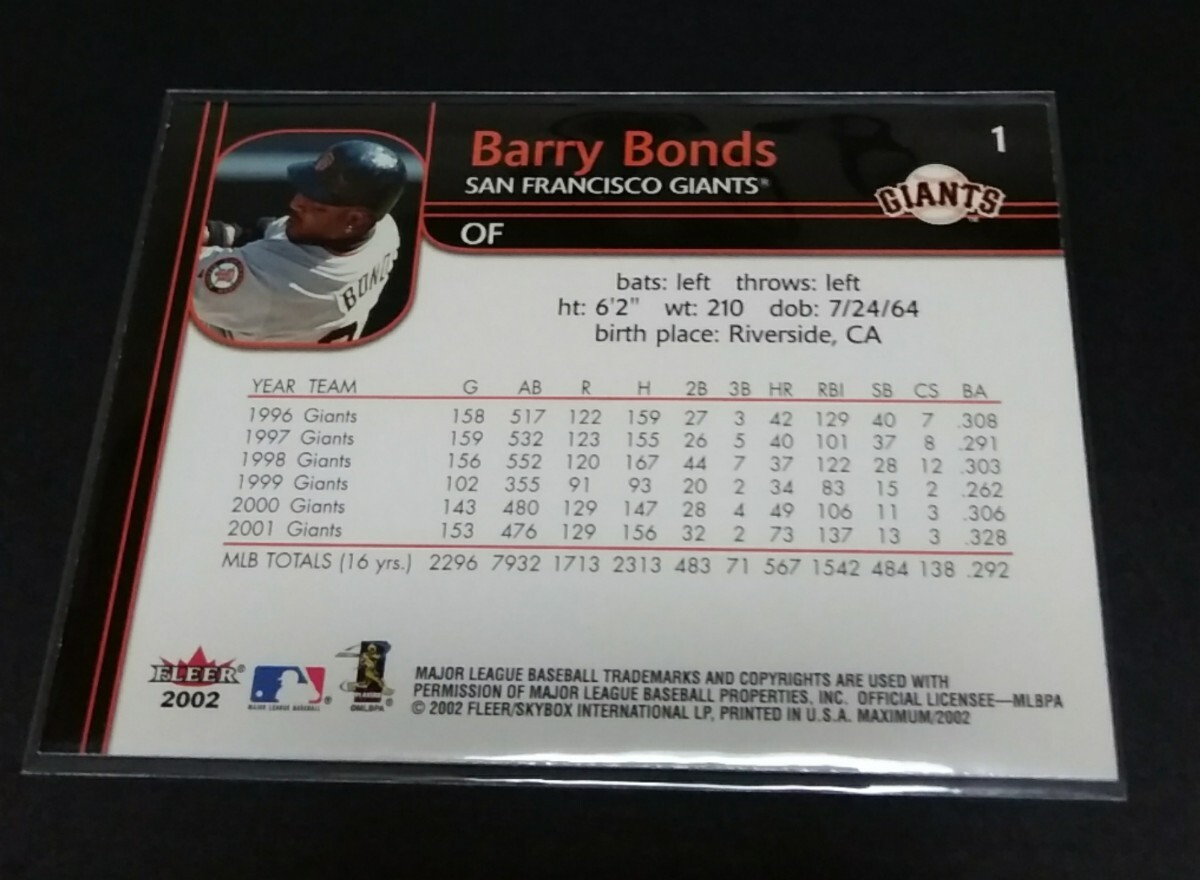 Barry Bonds
1
SAN FRANCISCO GIANTS®
GIANTS
OF
BOND
bats: left throws: left
ht: 6'2" wt: 210 dob: 7/24/64
birth place: Riverside, CA
YEAR TEAM G AB R H 2B 3B HR RBI SB CS BA
1996 Giants 158 517 122 159 27 3 42 129 40 7 .308
1997 Giants 159 532 123 155 26 5 40 101 37 8 .291
1998 Giants 156 552 120 167 44 7 37 122 28 12 .303
1999 Giants 102 355 91 93 20 2 34 83 15 2 .262
2000 Giants 143 480 129 147 28 4 49 106 11 3 .306
2001 Giants 153 476 129 156 32 2 73 137 13 3 .328
MLB TOTALS (16 yrs.) 2296 7932 1713 2313 483 71 567 1542 484 138 .292
FLEER®
2002
MAJOR LEAGUE BASEBALL
PLAYERS
©MLBPA
MAJOR LEAGUE BASEBALL TRADEMARKS AND COPYRIGHTS ARE USED WITH
PERMISSION OF MAJOR LEAGUE BASEBALL PROPERTIES, INC. OFFICIAL LICENSEE—MLBPA
© 2002 FLEER/SKYBOX INTERNATIONAL LP, PRINTED IN U.S.A. MAXIMUM/2002